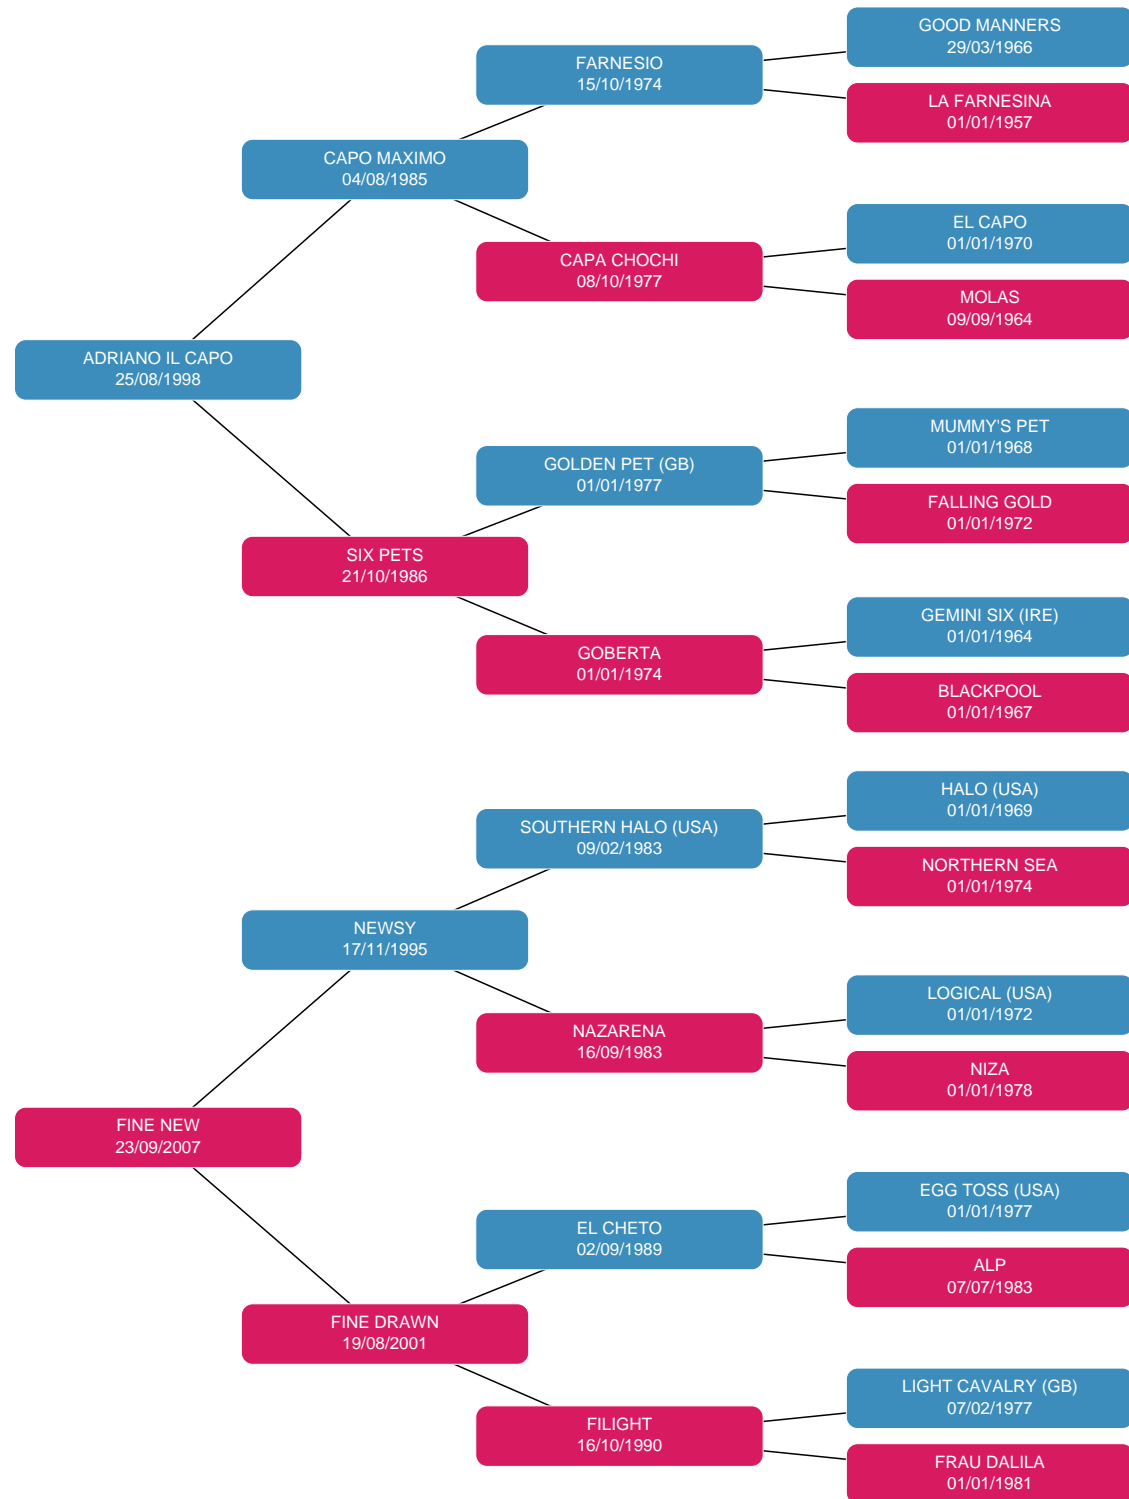 GOOD MANNERS
29/03/1966
FARNESIO
15/10/1974
LA FARNESINA
01/01/1957
CAPO MAXIMO
04/08/1985
EL CAPO
01/01/1970
CAPA CHOCHI
08/10/1977
MOLAS
09/09/1964
ADRIANO IL CAPO
25/08/1998
MUMMY'S PET
01/01/1968
GOLDEN PET (GB)
01/01/1977
FALLING GOLD
01/01/1972
SIX PETS
21/10/1986
GEMINI SIX (IRE)
01/01/1964
GOBERTA
01/01/1974
BLACKPOOL
01/01/1967
HALO (USA)
01/01/1969
SOUTHERN HALO (USA)
09/02/1983
NORTHERN SEA
01/01/1974
NEWSY
17/11/1995
LOGICAL (USA)
01/01/1972
NAZARENA
16/09/1983
NIZA
01/01/1978
FINE NEW
23/09/2007
EGG TOSS (USA)
01/01/1977
EL CHETO
02/09/1989
ALP
07/07/1983
FINE DRAWN
19/08/2001
LIGHT CAVALRY (GB)
07/02/1977
FILIGHT
16/10/1990
FRAU DALILA
01/01/1981